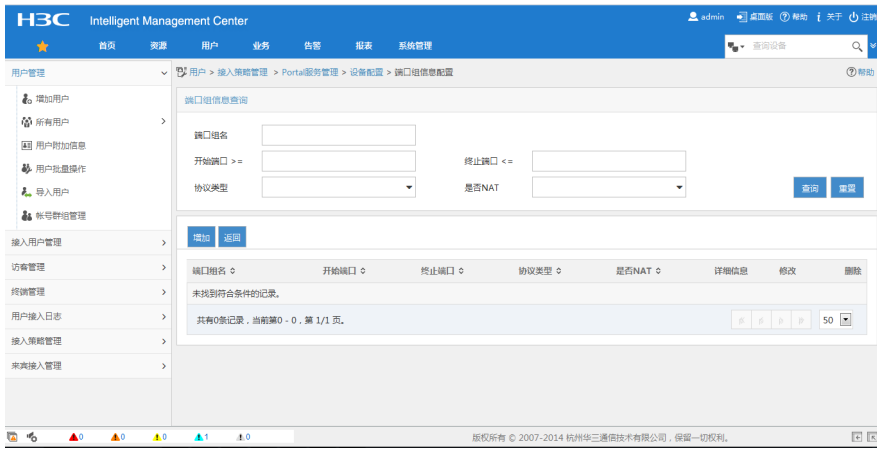 H3C Intelligent Management Center admin 桌面版 帮助 关于 注销
首页 资源 用户 业务 告警 报表 系统管理 查询设备
用户管理
增加用户
所有用户
用户附加信息
用户批量操作
导入用户
帐号群组管理
接入用户管理
访客管理
终端管理
用户接入日志
接入策略管理
来宾接入管理
用户 > 接入策略管理 > Portal服务管理 > 设备配置 > 端口组信息配置 帮助
端口组信息查询
端口组名
开始端口 >= 终止端口 <=
协议类型 是否NAT 查询 重置
增加 返回
端口组名 开始端口 终止端口 协议类型 是否NAT 详细信息 修改 删除
未找到符合条件的记录。
共有0条记录，当前第0 - 0，第 1/1 页。 50
0 0 0 1 0 版权所有 © 2007-2014 杭州华三通信技术有限公司，保留一切权利。